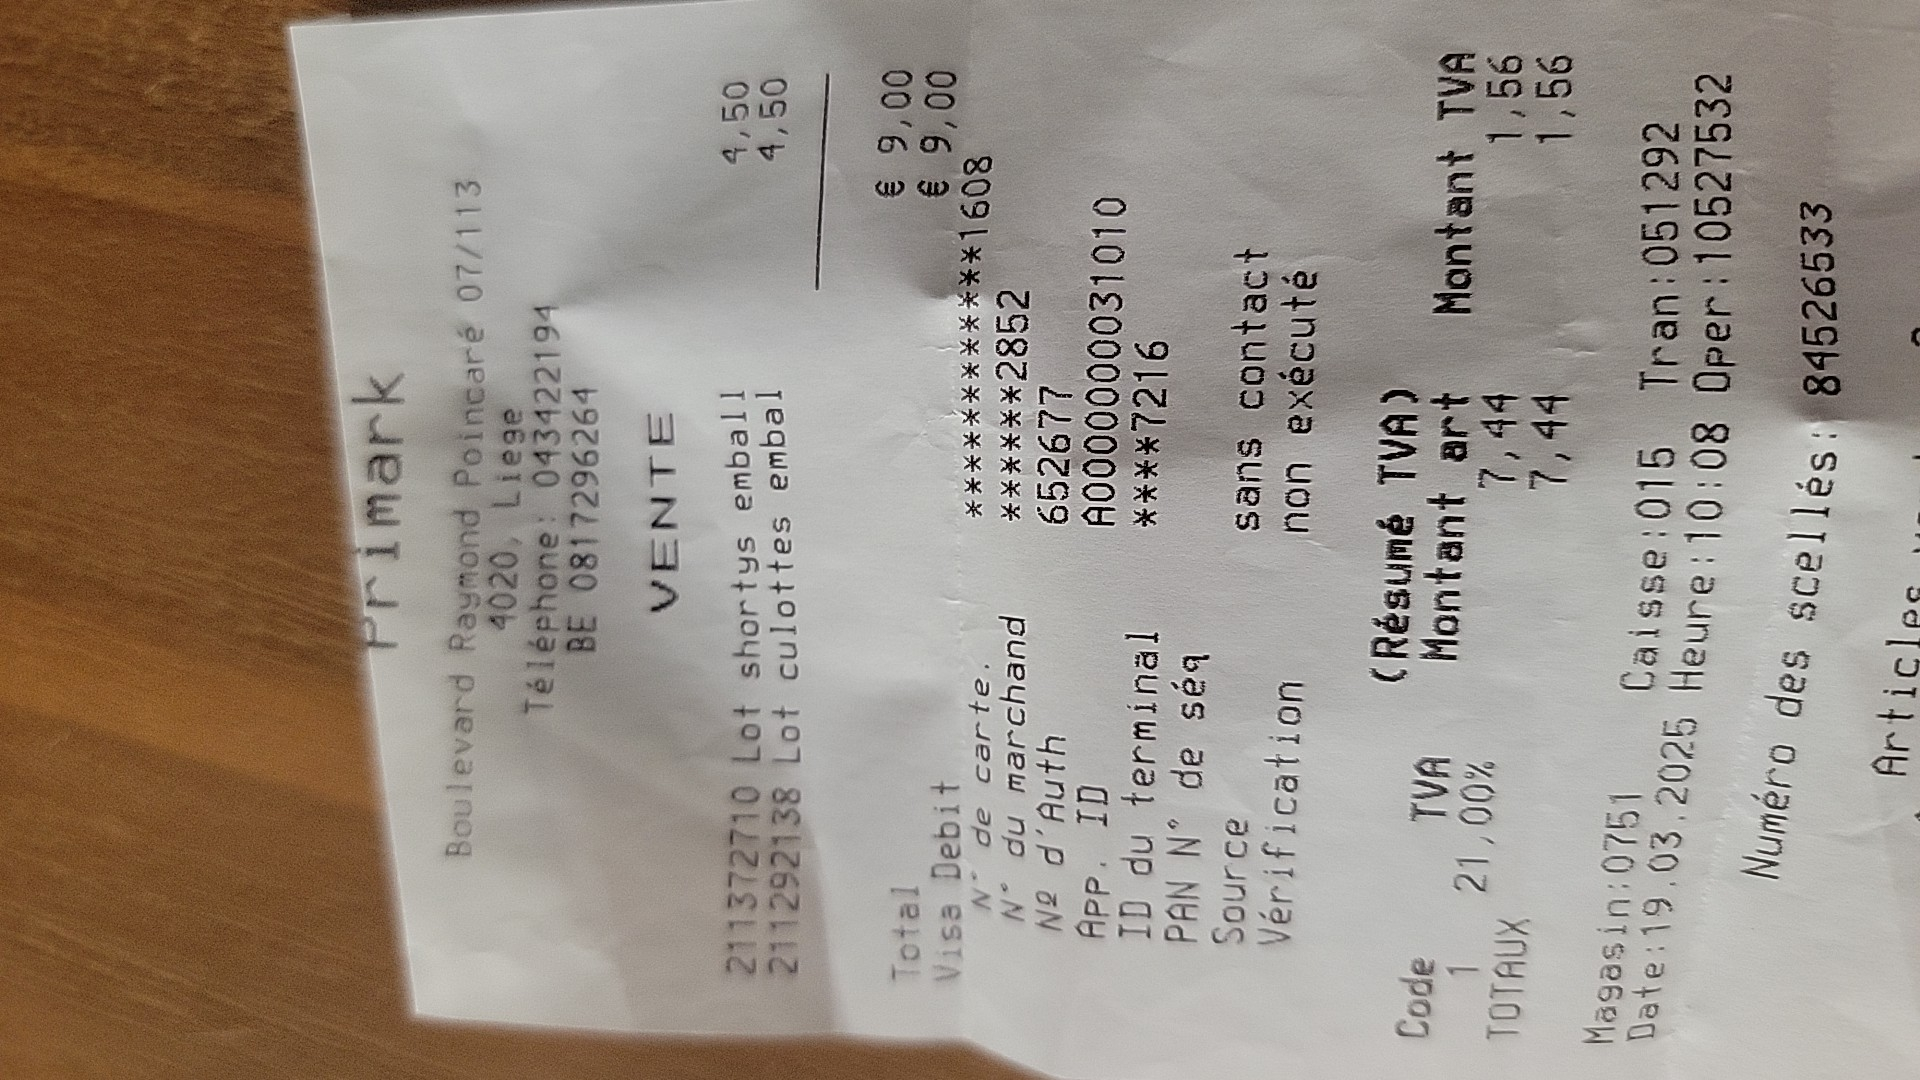 Primark
Boulevard Raymond Poincaré 07/113
4020, Liege
Téléphone: 043422194
BE 0817296264
VENTE
211372710 Lot shortys emball 4,50
211292138 Lot culottes embal 4,50
Total € 9,00
Visa Debit € 9,00
N° de carte. ************1608
N° du marchand ******2852
Nº d'Auth 652677
App. ID A0000000031010
ID du terminal ****7216
PAN N° de séq
Source sans contact
Vérification non exécuté
(Résumé TVA)
Code TVA Montant art Montant TVA
1 21,00% 7,44 1,56
TOTAUX 7,44 1,56
Magasin:0751 Caisse:015 Tran:051292
Date:19.03.2025 Heure:10:08 Oper:10527532
Numéro des scellés: 845265533
Articles